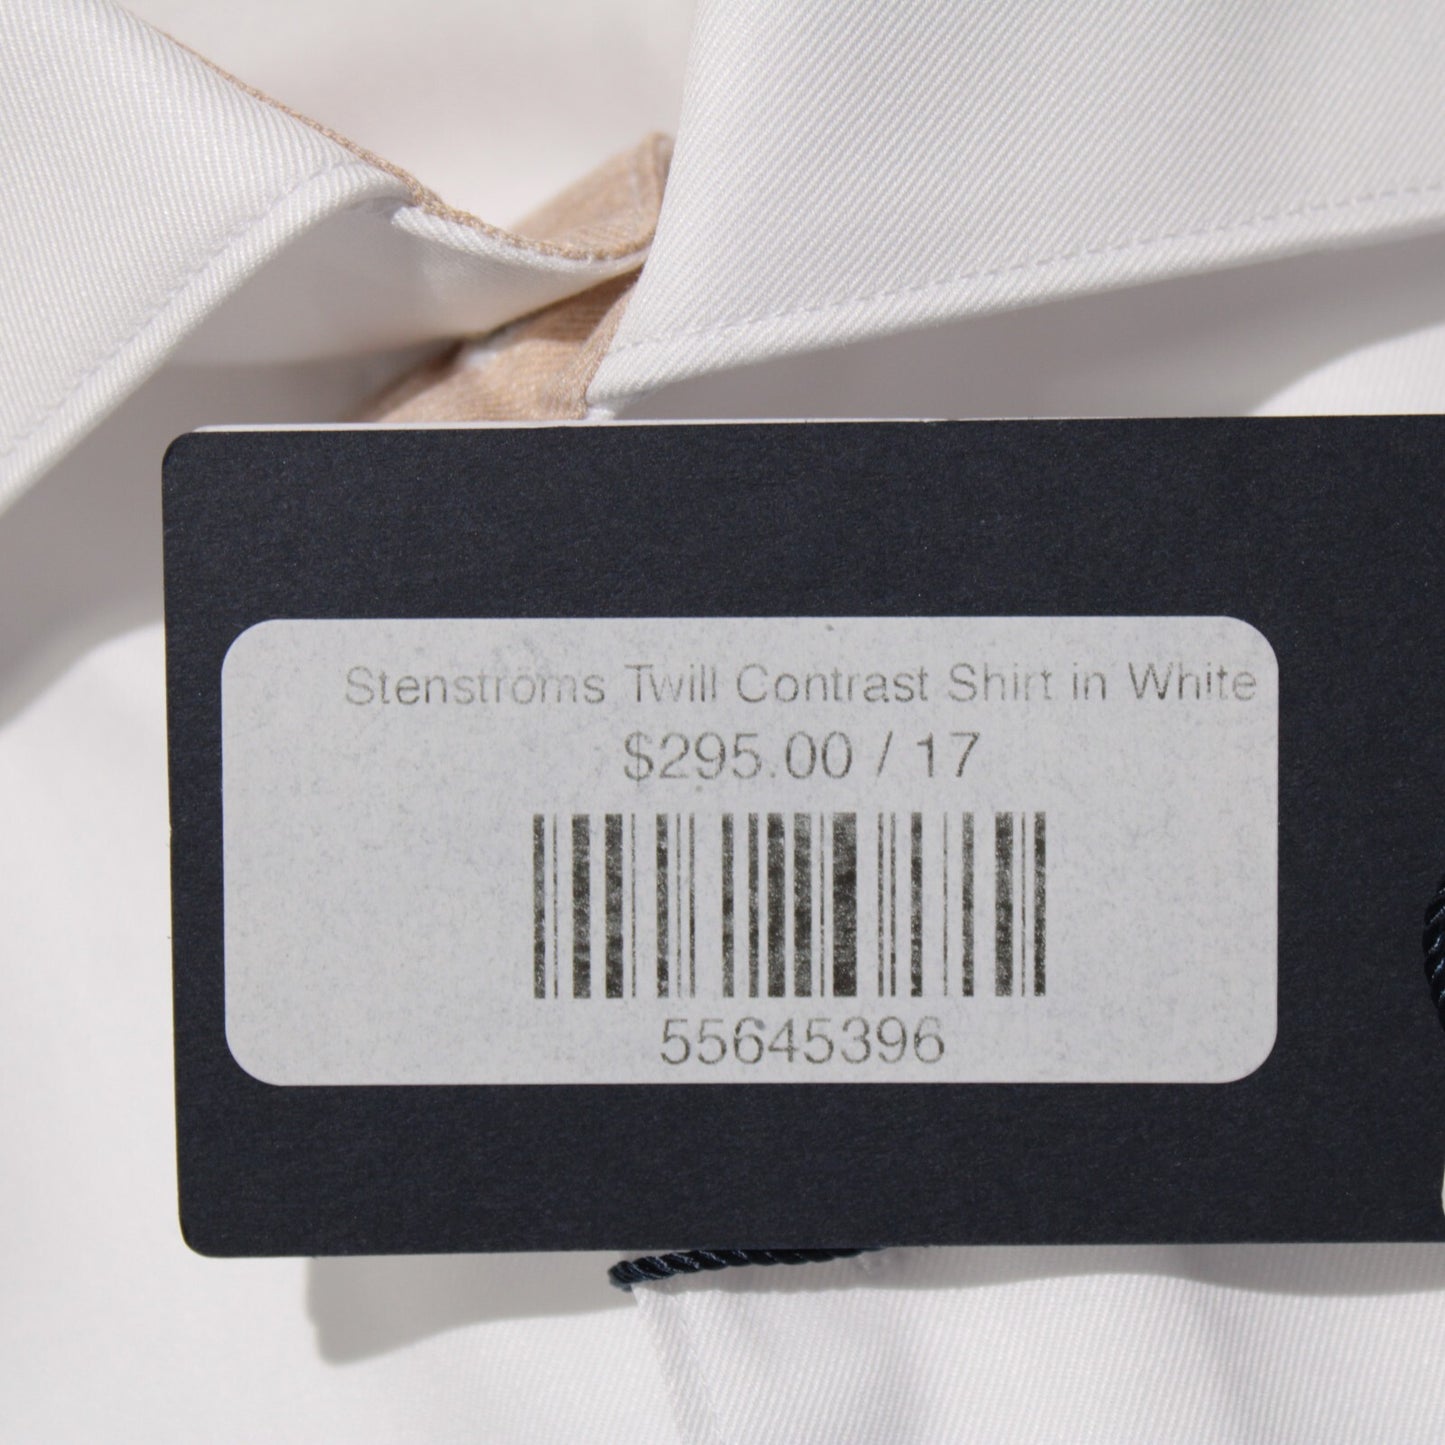 Stenströms Twill Contrast Shirt in White
$295.00 / 17
55645396